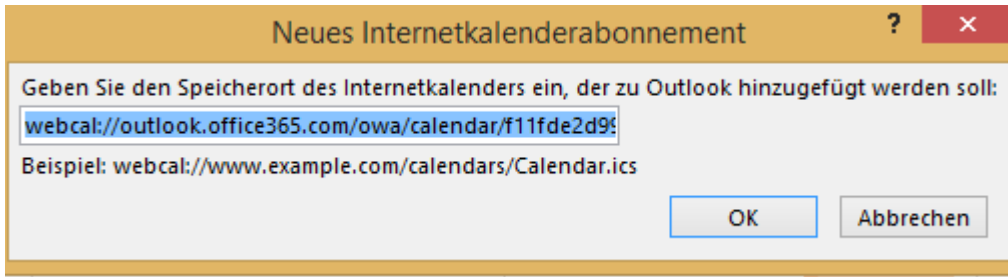 Neues Internetkalenderabonnement ?
Geben Sie den Speicherort des Internetkalenders ein, der zu Outlook hinzugefügt werden soll:
webcal://outlook.office365.com/owa/calendar/f11fde2d99
Beispiel: webcal://www.example.com/calendars/Calendar.ics
OK Abbrechen